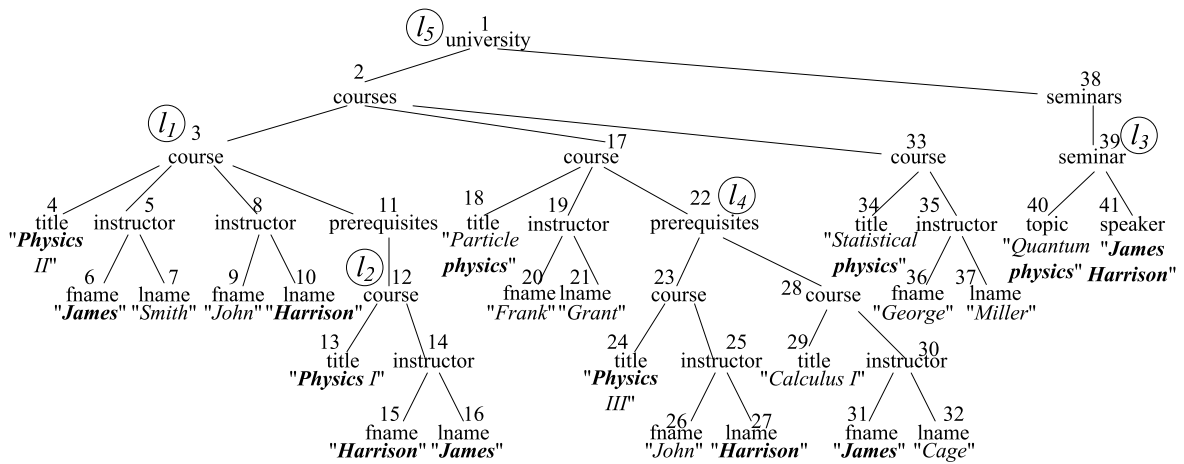 l5 1
university
2 38
courses seminars
l1 3 17 33 39 l3
course course course seminar
4 5 8 11 18 19 22 l4 34 35 40 41
title instructor instructor prerequisites title instructor prerequisites title instructor topic speaker
"Physics "Particle "Statistical "Quantum "James
II" physics" physics" physics" Harrison"
6 7 9 10 l2 12 20 21 23 28 36 37
fname lname fname lname course fname lname course course fname lname
"James" "Smith" "John" "Harrison" "Frank" "Grant" "George" "Miller"
13 14 24 25 29 30
title instructor title instructor title instructor
"Physics I" "Physics "Calculus I"
III"
15 16 26 27 31 32
fname lname fname lname fname lname
"Harrison" "James" "John" "Harrison" "James" "Cage"